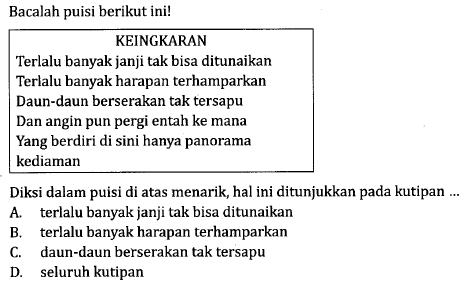 Bacalah puisi berikut ini!
KEINGKARAN
Terlalu banyak janji tak bisa ditunaikan
Terlalu banyak harapan terhamparkan
Daun-daun berserakan tak tersapu
Dan angin pun pergi entah ke mana
Yang berdiri di sini hanya panorama
kediaman
Diksi dalam puisi di atas menarik, hal ini ditunjukkan pada kutipan ...
A. terlalu banyak janji tak bisa ditunaikan
B. terlalu banyak harapan terhamparkan
C. daun-daun berserakan tak tersapu
D. seluruh kutipan